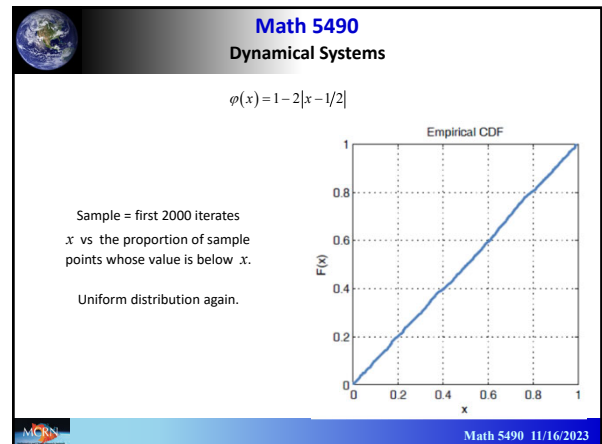 Math 5490
Dynamical Systems
φ(x) = 1 − 2|x − 1/2|
Sample = first 2000 iterates
x vs the proportion of sample
points whose value is below x.
Uniform distribution again.
Empirical CDF
1
0.8
0.6
0.4
0.2
0
F(x)
0 0.2 0.4 0.6 0.8 1
x
MCRN
Math 5490 11/16/2023